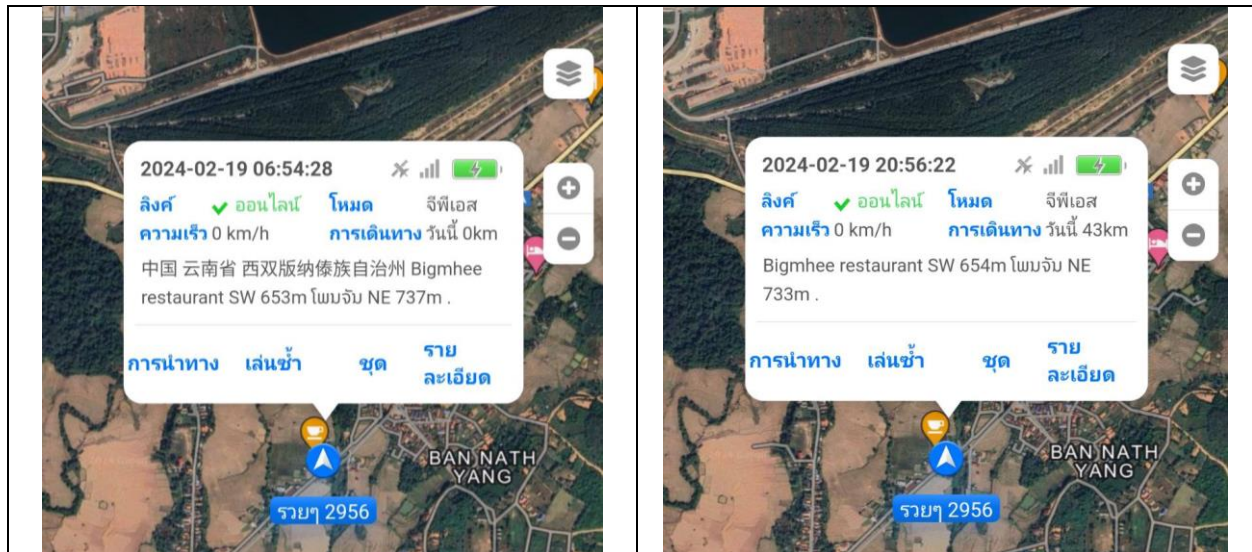 2024-02-19 06:54:28
ลิงค์ ออนไลน์ โหมด จีพีเอส
ความเร็ว 0 km/h การเดินทาง วันนี้ 0km
中国 云南省 西双版纳傣族自治州 Bigmhee
restaurant SW 653m โพนจัน NE 737m .
การนำทาง เล่นซ้ำ ชุด ราย
ละเอียด
BAN NATH
YANG
รวยๆ 2956
2024-02-19 20:56:22
ลิงค์ ออนไลน์ โหมด จีพีเอส
ความเร็ว 0 km/h การเดินทาง วันนี้ 43km
Bigmhee restaurant SW 654m โพนจัน NE
733m .
การนำทาง เล่นซ้ำ ชุด ราย
ละเอียด
BAN NATH
YANG
รวยๆ 2956